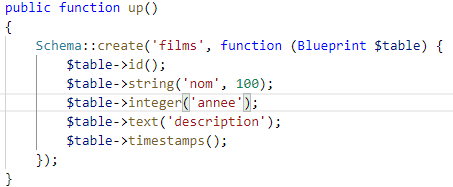 public function up()
{
    Schema::create('films', function (Blueprint $table) {
        $table->id();
        $table->string('nom', 100);
        $table->integer('annee');
        $table->text('description');
        $table->timestamps();
    });
}